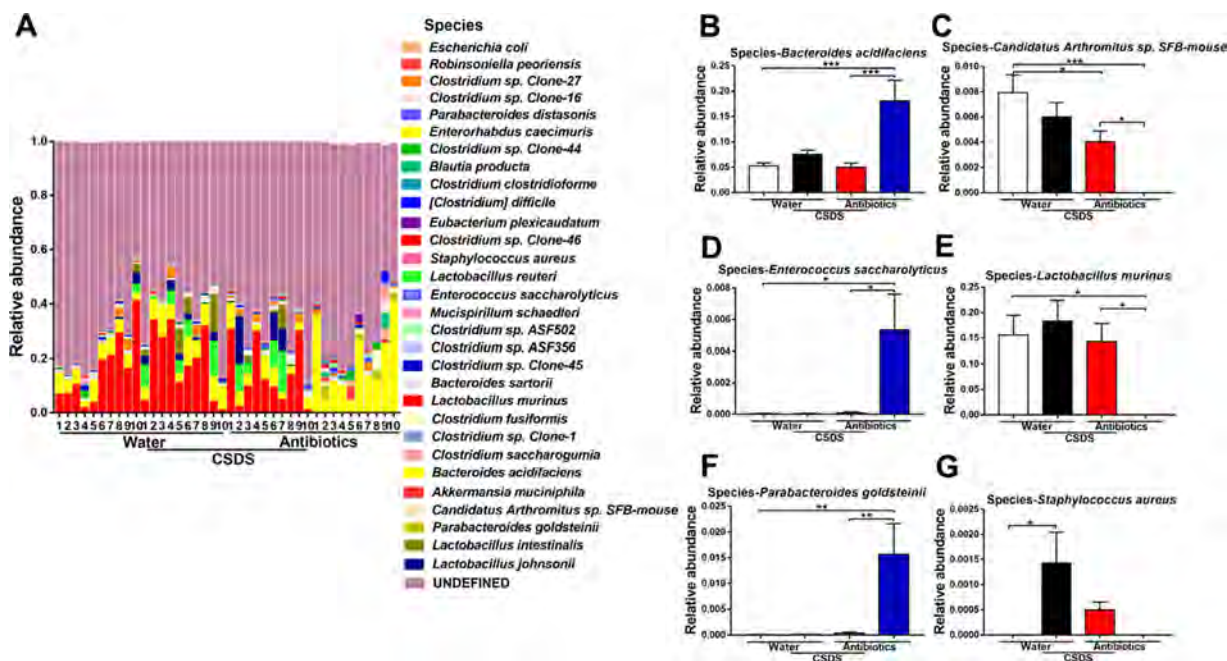 A
Species
Escherichia coli
Robinsoniella peoriensis
Clostridium sp. Clone-27
Clostridium sp. Clone-16
Parabacteroides distasonis
Enterorhabdus caecimuris
Clostridium sp. Clone-44
Blautia producta
Clostridium clostridioforme
[Clostridium] difficile
Eubacterium plexicaudatum
Clostridium sp. Clone-46
Staphylococcus aureus
Lactobacillus reuteri
Enterococcus saccharolyticus
Mucispirillum schaedleri
Clostridium sp. ASF502
Clostridium sp. ASF356
Clostridium sp. Clone-45
Bacteroides sartorii
Lactobacillus murinus
Clostridium fusiformis
Clostridium sp. Clone-1
Clostridium saccharogumia
Bacteroides acidifaciens
Akkermansia muciniphila
Candidatus Arthromitus sp. SFB-mouse
Parabacteroides goldsteinii
Lactobacillus intestinalis
Lactobacillus johnsonii
UNDEFINED
Relative abundance
1.0
0.8
0.6
0.4
0.2
0.0
1 2 3 4 5 6 7 8 9 10 1 2 3 4 5 6 7 8 9 10 1 2 3 4 5 6 7 8 9 10 1 2 3 4 5 6 7 8 9 10
Water Antibiotics
CSDS
B
Species-Bacteroides acidifaciens
Relative abundance
0.25
0.20
0.15
0.10
0.05
0.00
***
***
Water Antibiotics
CSDS
C
Species-Candidatus Arthromitus sp. SFB-mouse
Relative abundance
0.010
0.008
0.006
0.004
0.002
0.000
***
*
*
Water Antibiotics
CSDS
D
Species-Enterococcus saccharolyticus
Relative abundance
0.008
0.006
0.004
0.002
0.000
*
*
Water Antibiotics
CSDS
E
Species-Lactobacillus murinus
Relative abundance
0.25
0.20
0.15
0.10
0.05
0.00
*
*
Water Antibiotics
CSDS
F
Species-Parabacteroides goldsteinii
Relative abundance
0.025
0.020
0.015
0.010
0.005
0.000
**
**
Water Antibiotics
CSDS
G
Species-Staphylococcus aureus
Relative abundance
0.0025
0.0020
0.0015
0.0010
0.0005
0.0000
*
Water Antibiotics
CSDS